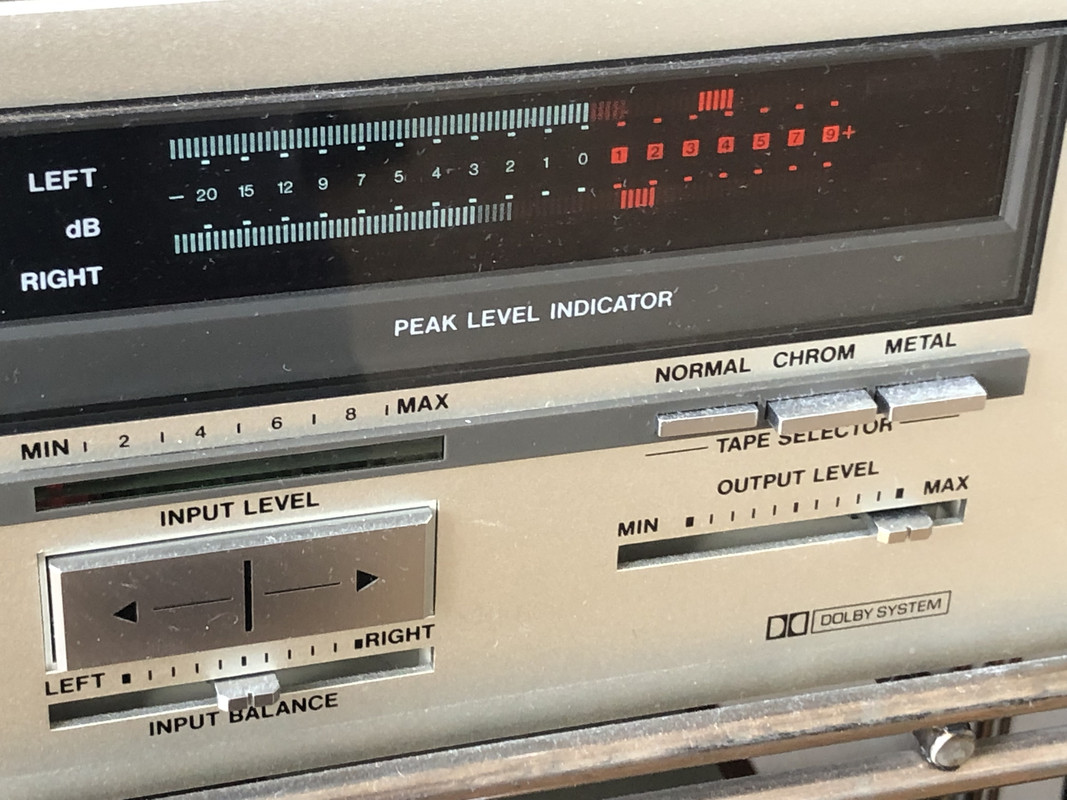 LEFT
— 20 15 12 9 7 5 4 3 2 1 0 1 2 3 4 5 7 9+
dB
RIGHT
PEAK LEVEL INDICATOR
NORMAL CHROM METAL
TAPE SELECTOR
MIN 2 4 6 8 MAX
INPUT LEVEL
OUTPUT LEVEL
MIN MAX
DOLBY SYSTEM
LEFT RIGHT
INPUT BALANCE